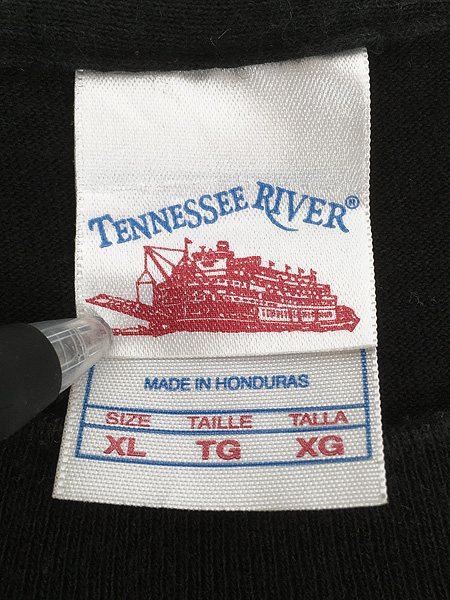 TENNESSEE RIVER®
MADE IN HONDURAS
SIZE TAILLE TALLA
XL TG XG